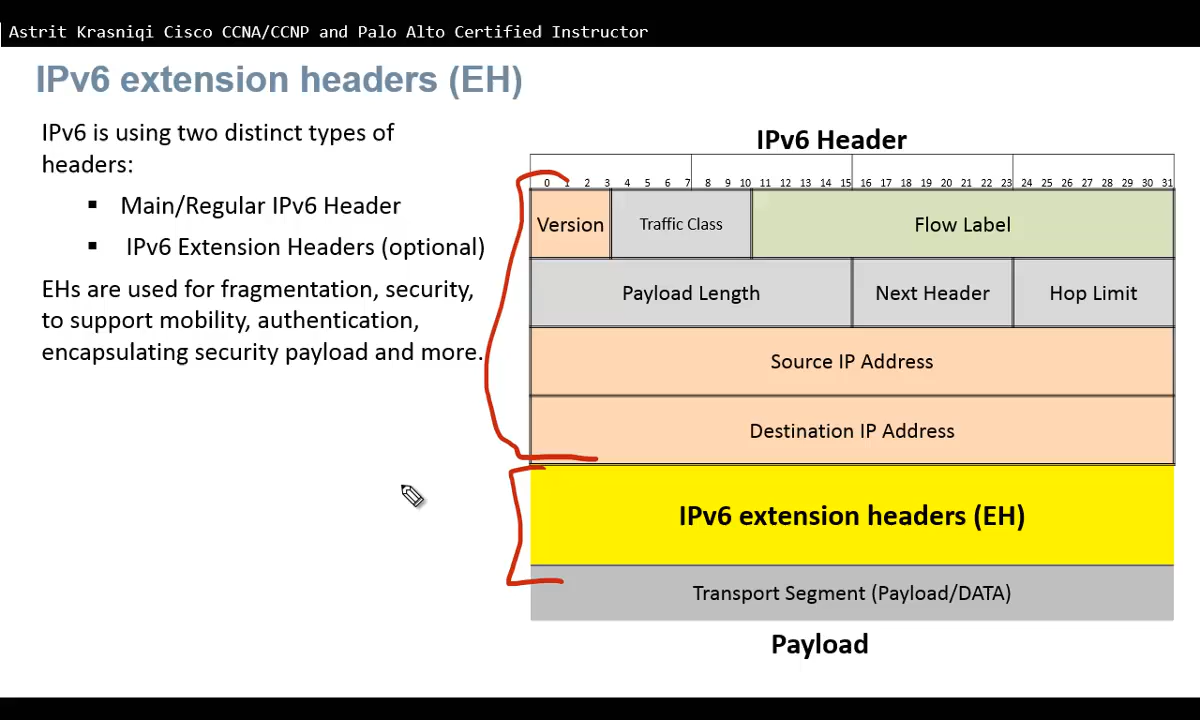 Astrit Krasniqi Cisco CCNA/CCNP and Palo Alto Certified Instructor
IPv6 extension headers (EH)
IPv6 is using two distinct types of
headers:
▪ Main/Regular IPv6 Header
▪ IPv6 Extension Headers (optional)
EHs are used for fragmentation, security,
to support mobility, authentication,
encapsulating security payload and more.
IPv6 Header
0 1 2 3 4 5 6 7 8 9 10 11 12 13 14 15 16 17 18 19 20 21 22 23 24 25 26 27 28 29 30 31
Version Traffic Class Flow Label
Payload Length Next Header Hop Limit
Source IP Address
Destination IP Address
IPv6 extension headers (EH)
Transport Segment (Payload/DATA)
Payload